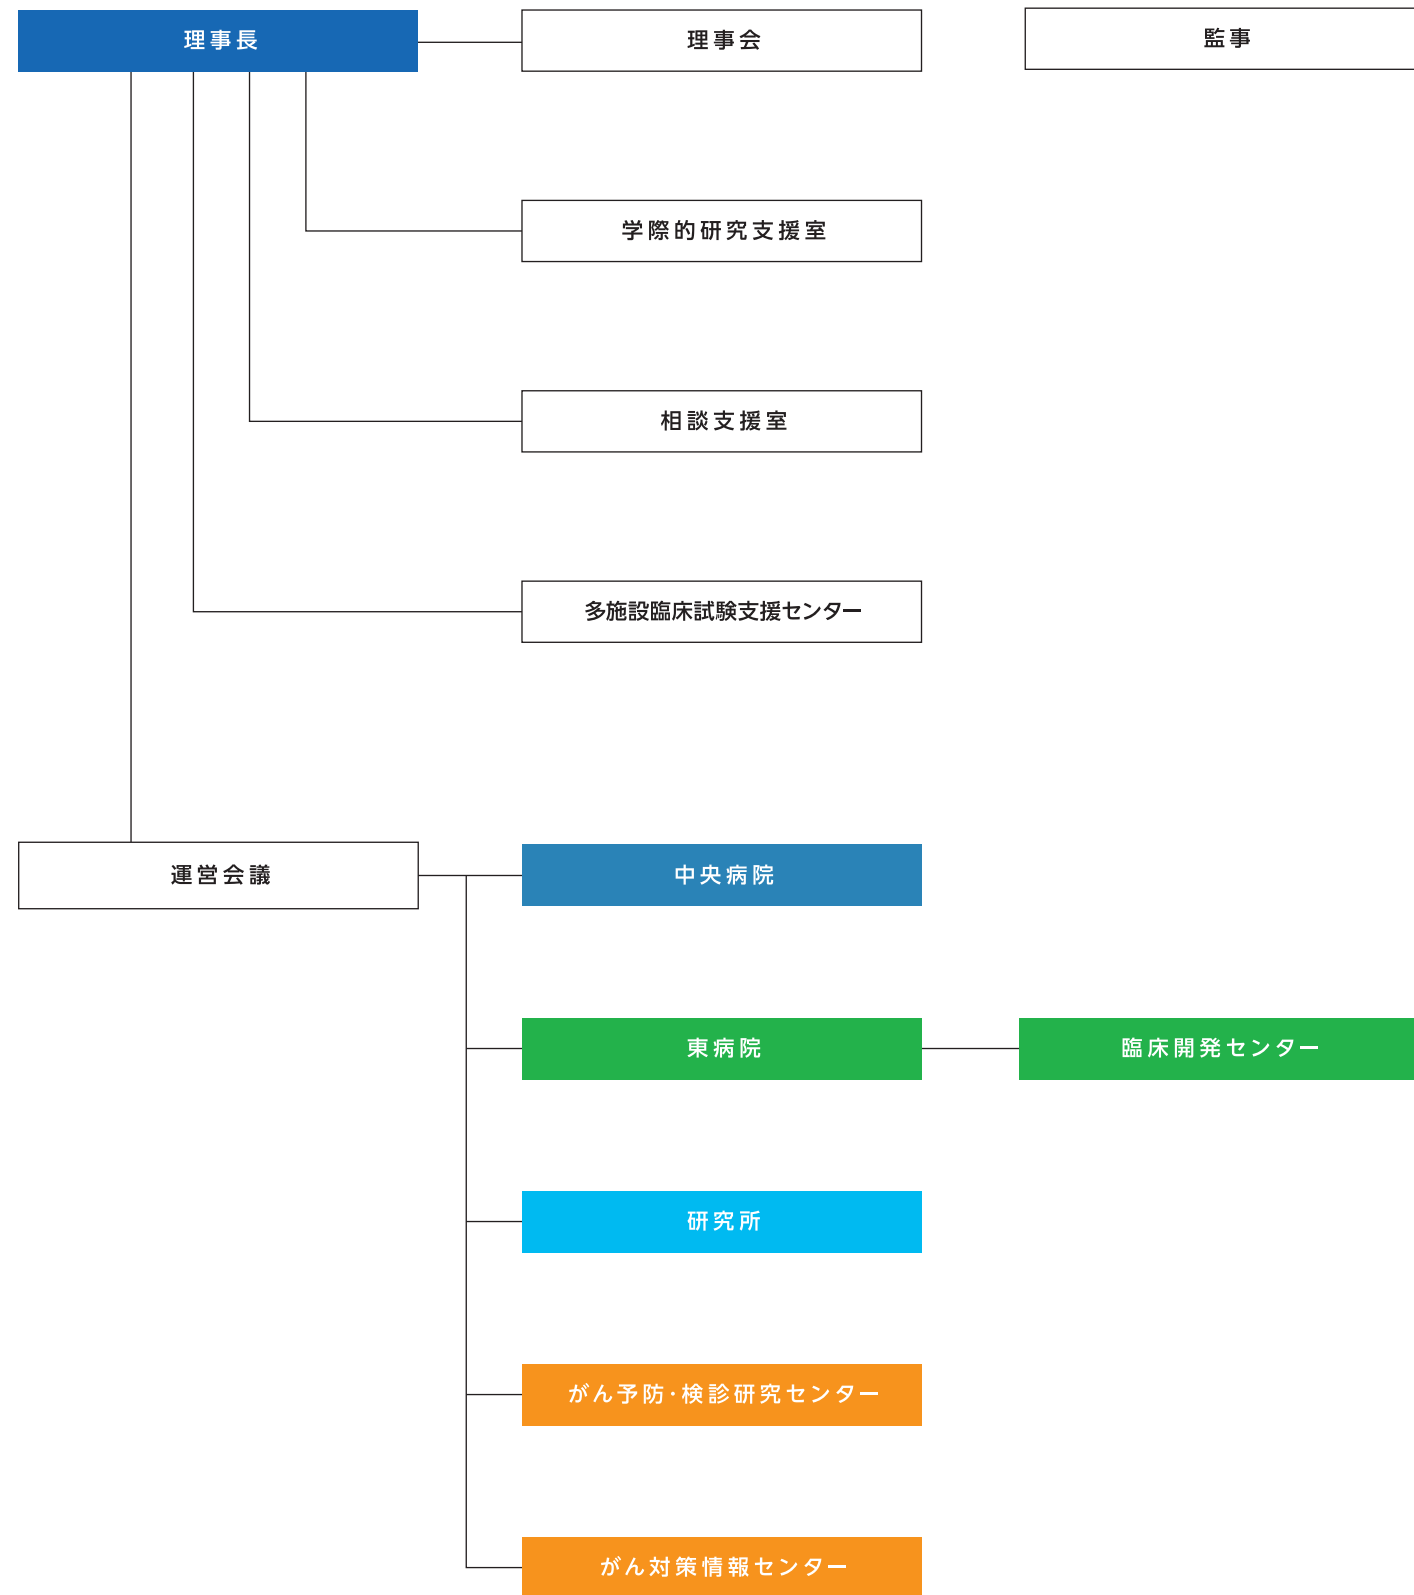 理事長
理事会
監事
学際的研究支援室
相談支援室
多施設臨床試験支援センター
運営会議
中央病院
東病院
臨床開発センター
研究所
がん予防・検診研究センター
がん対策情報センター